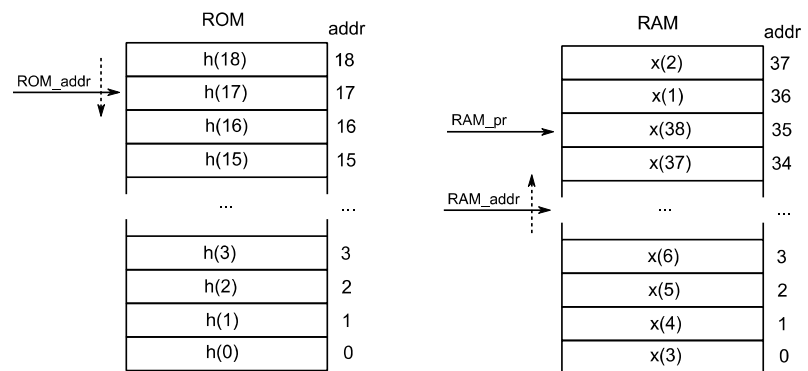 ROM addr
h(18) 18
ROM_addr
h(17) 17
h(16) 16
h(15) 15
... ...
h(3) 3
h(2) 2
h(1) 1
h(0) 0
RAM addr
x(2) 37
x(1) 36
RAM_pr
x(38) 35
x(37) 34
RAM_addr
... ...
x(6) 3
x(5) 2
x(4) 1
x(3) 0